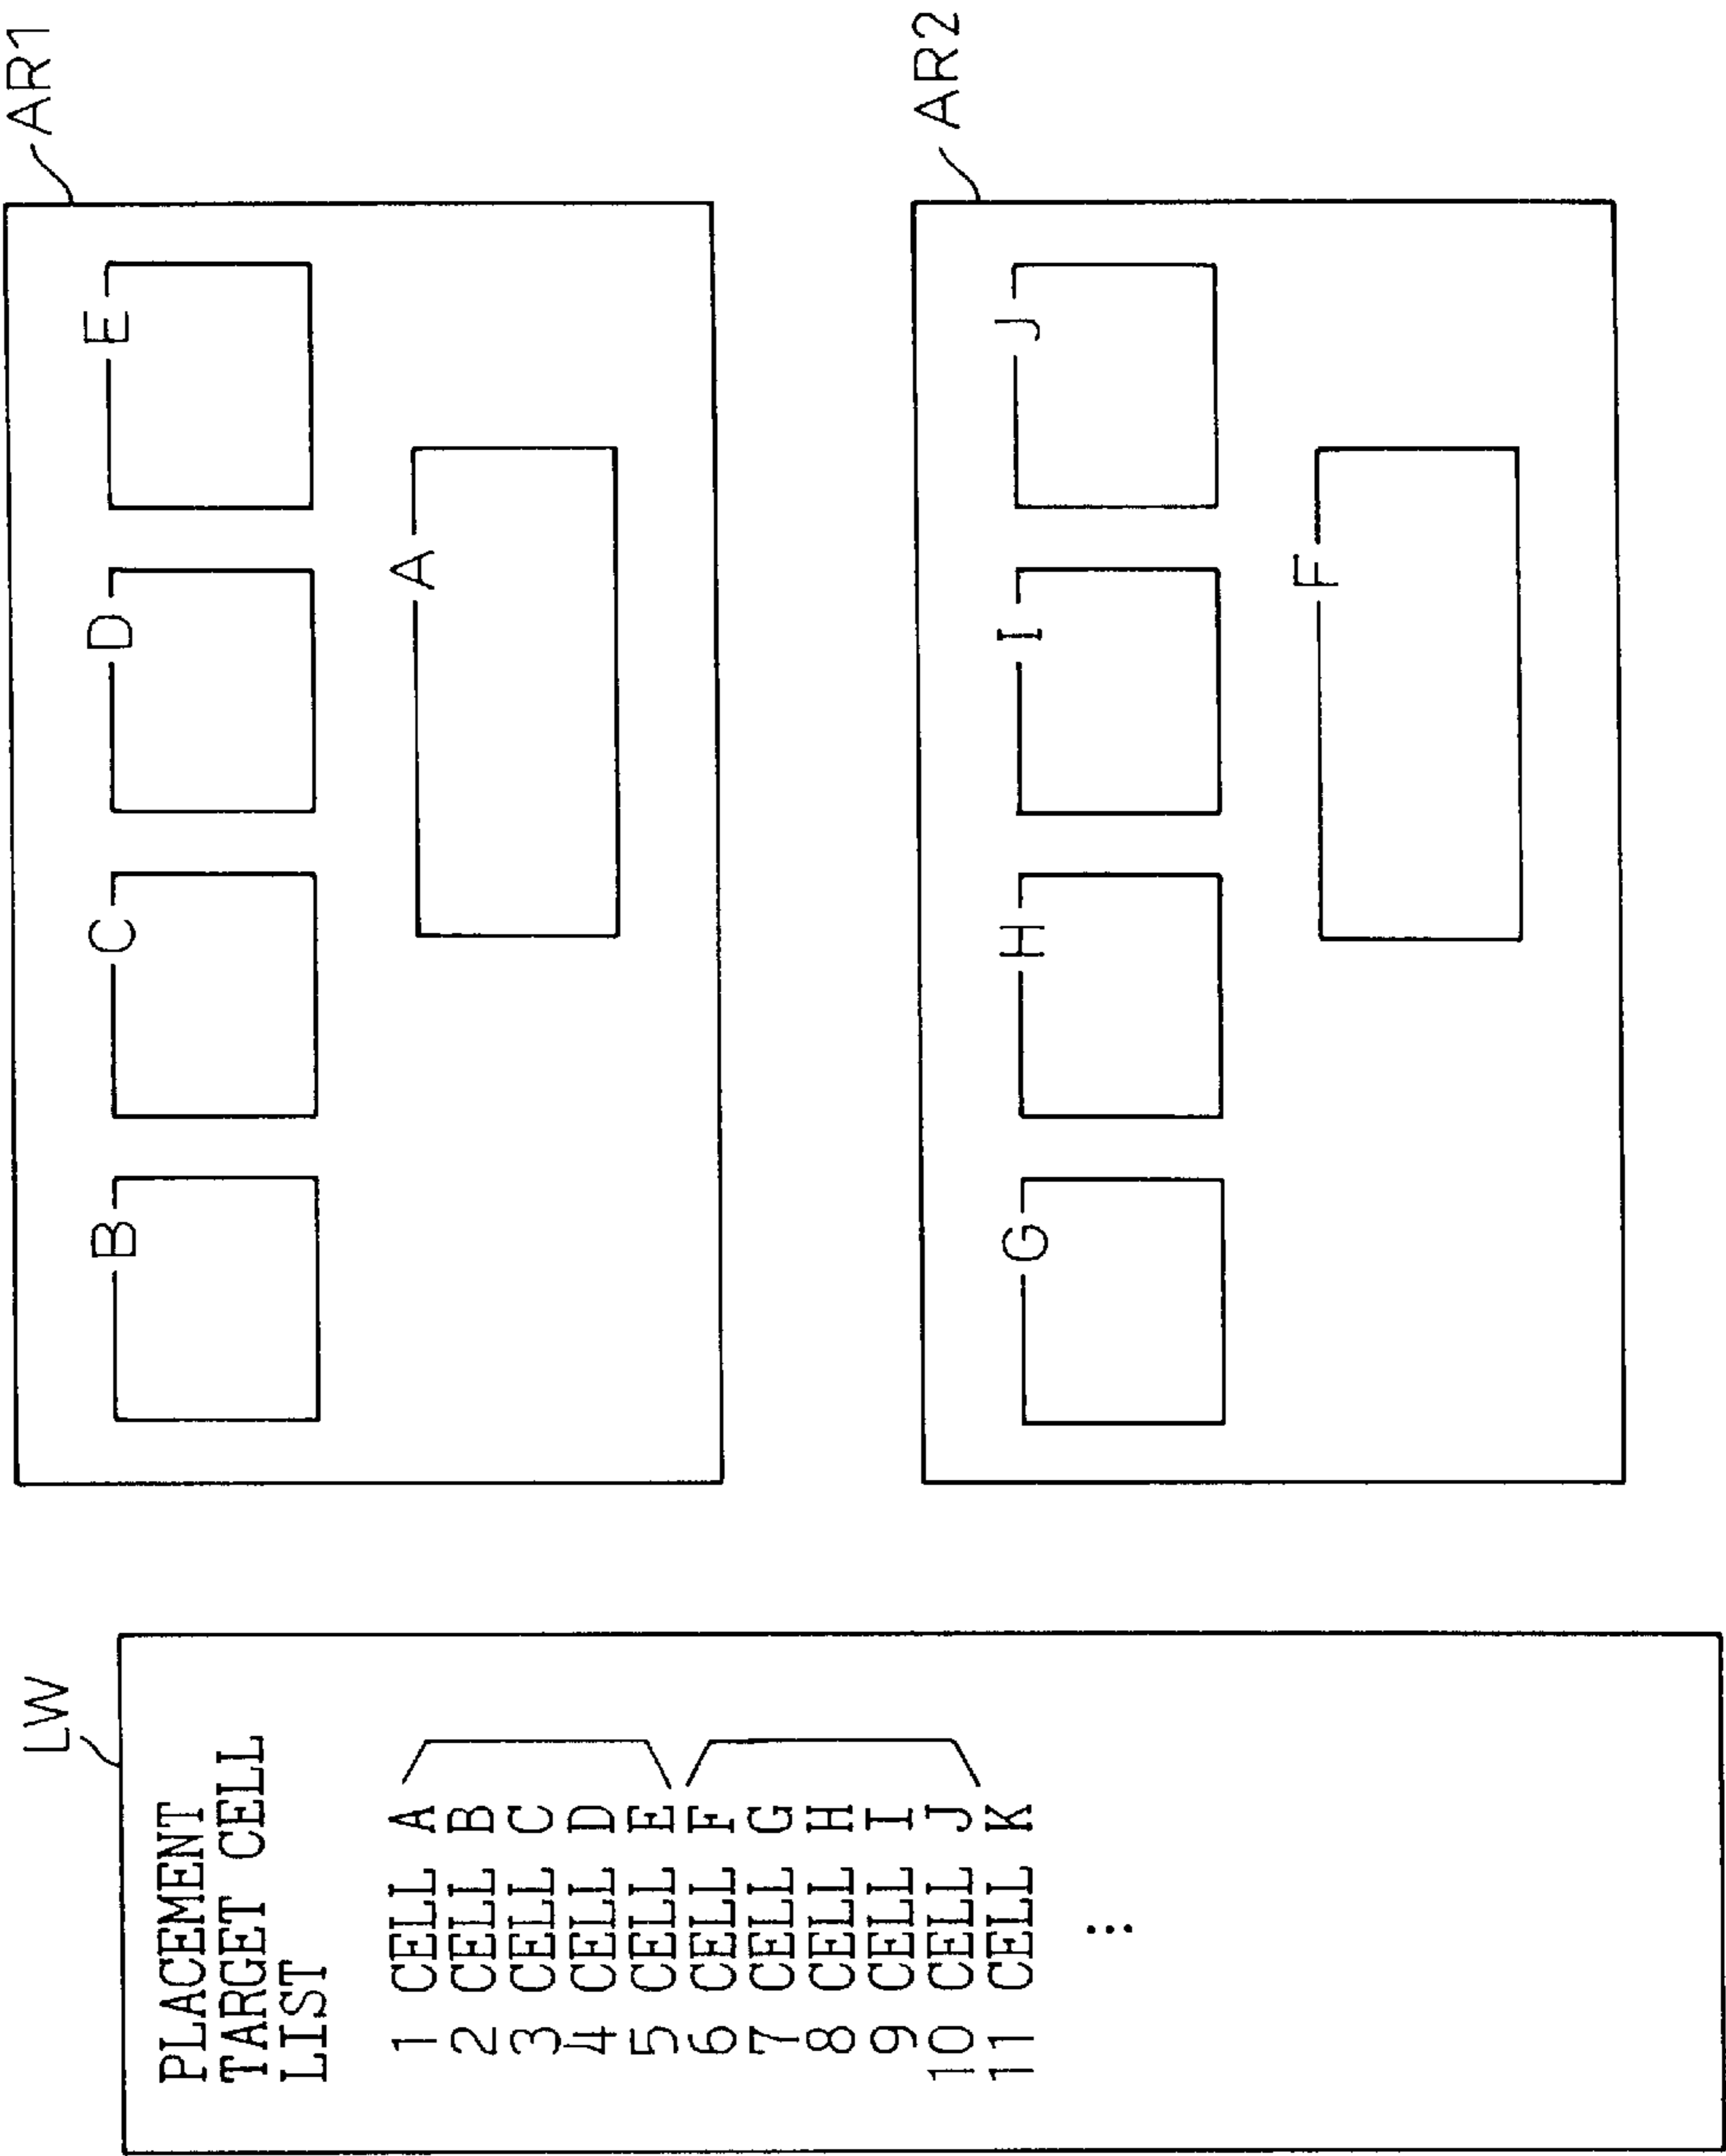 LW
PLACEMENT
TARGET CELL
LIST
1 CELL A
2 CELL B
3 CELL C
4 CELL D
5 CELL E
6 CELL F
7 CELL G
8 CELL H
9 CELL I
10 CELL J
11 CELL K
⋮
AR1
B C D E
A
AR2
G H I J
F